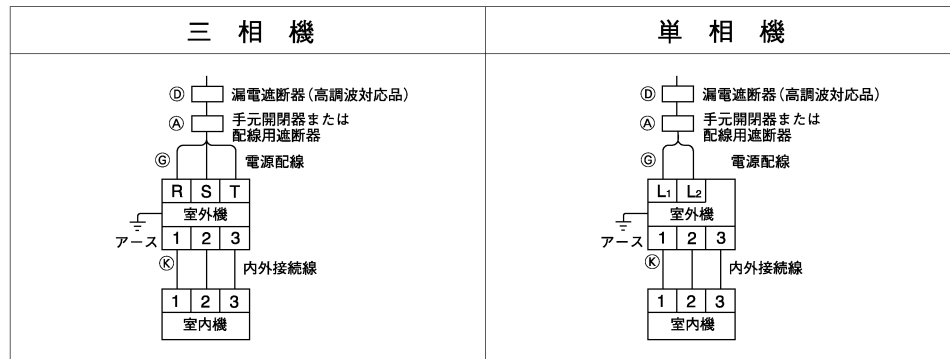 三相機
Ⓓ 漏電遮断器(高調波対応品)
Ⓐ 手元開閉器または
配線用遮断器
Ⓖ 電源配線
R S T
室外機
アース
1 2 3
Ⓚ 内外接続線
1 2 3
室内機
単相機
Ⓓ 漏電遮断器(高調波対応品)
Ⓐ 手元開閉器または
配線用遮断器
Ⓖ 電源配線
L1 L2
室外機
アース
1 2 3
Ⓚ 内外接続線
1 2 3
室内機